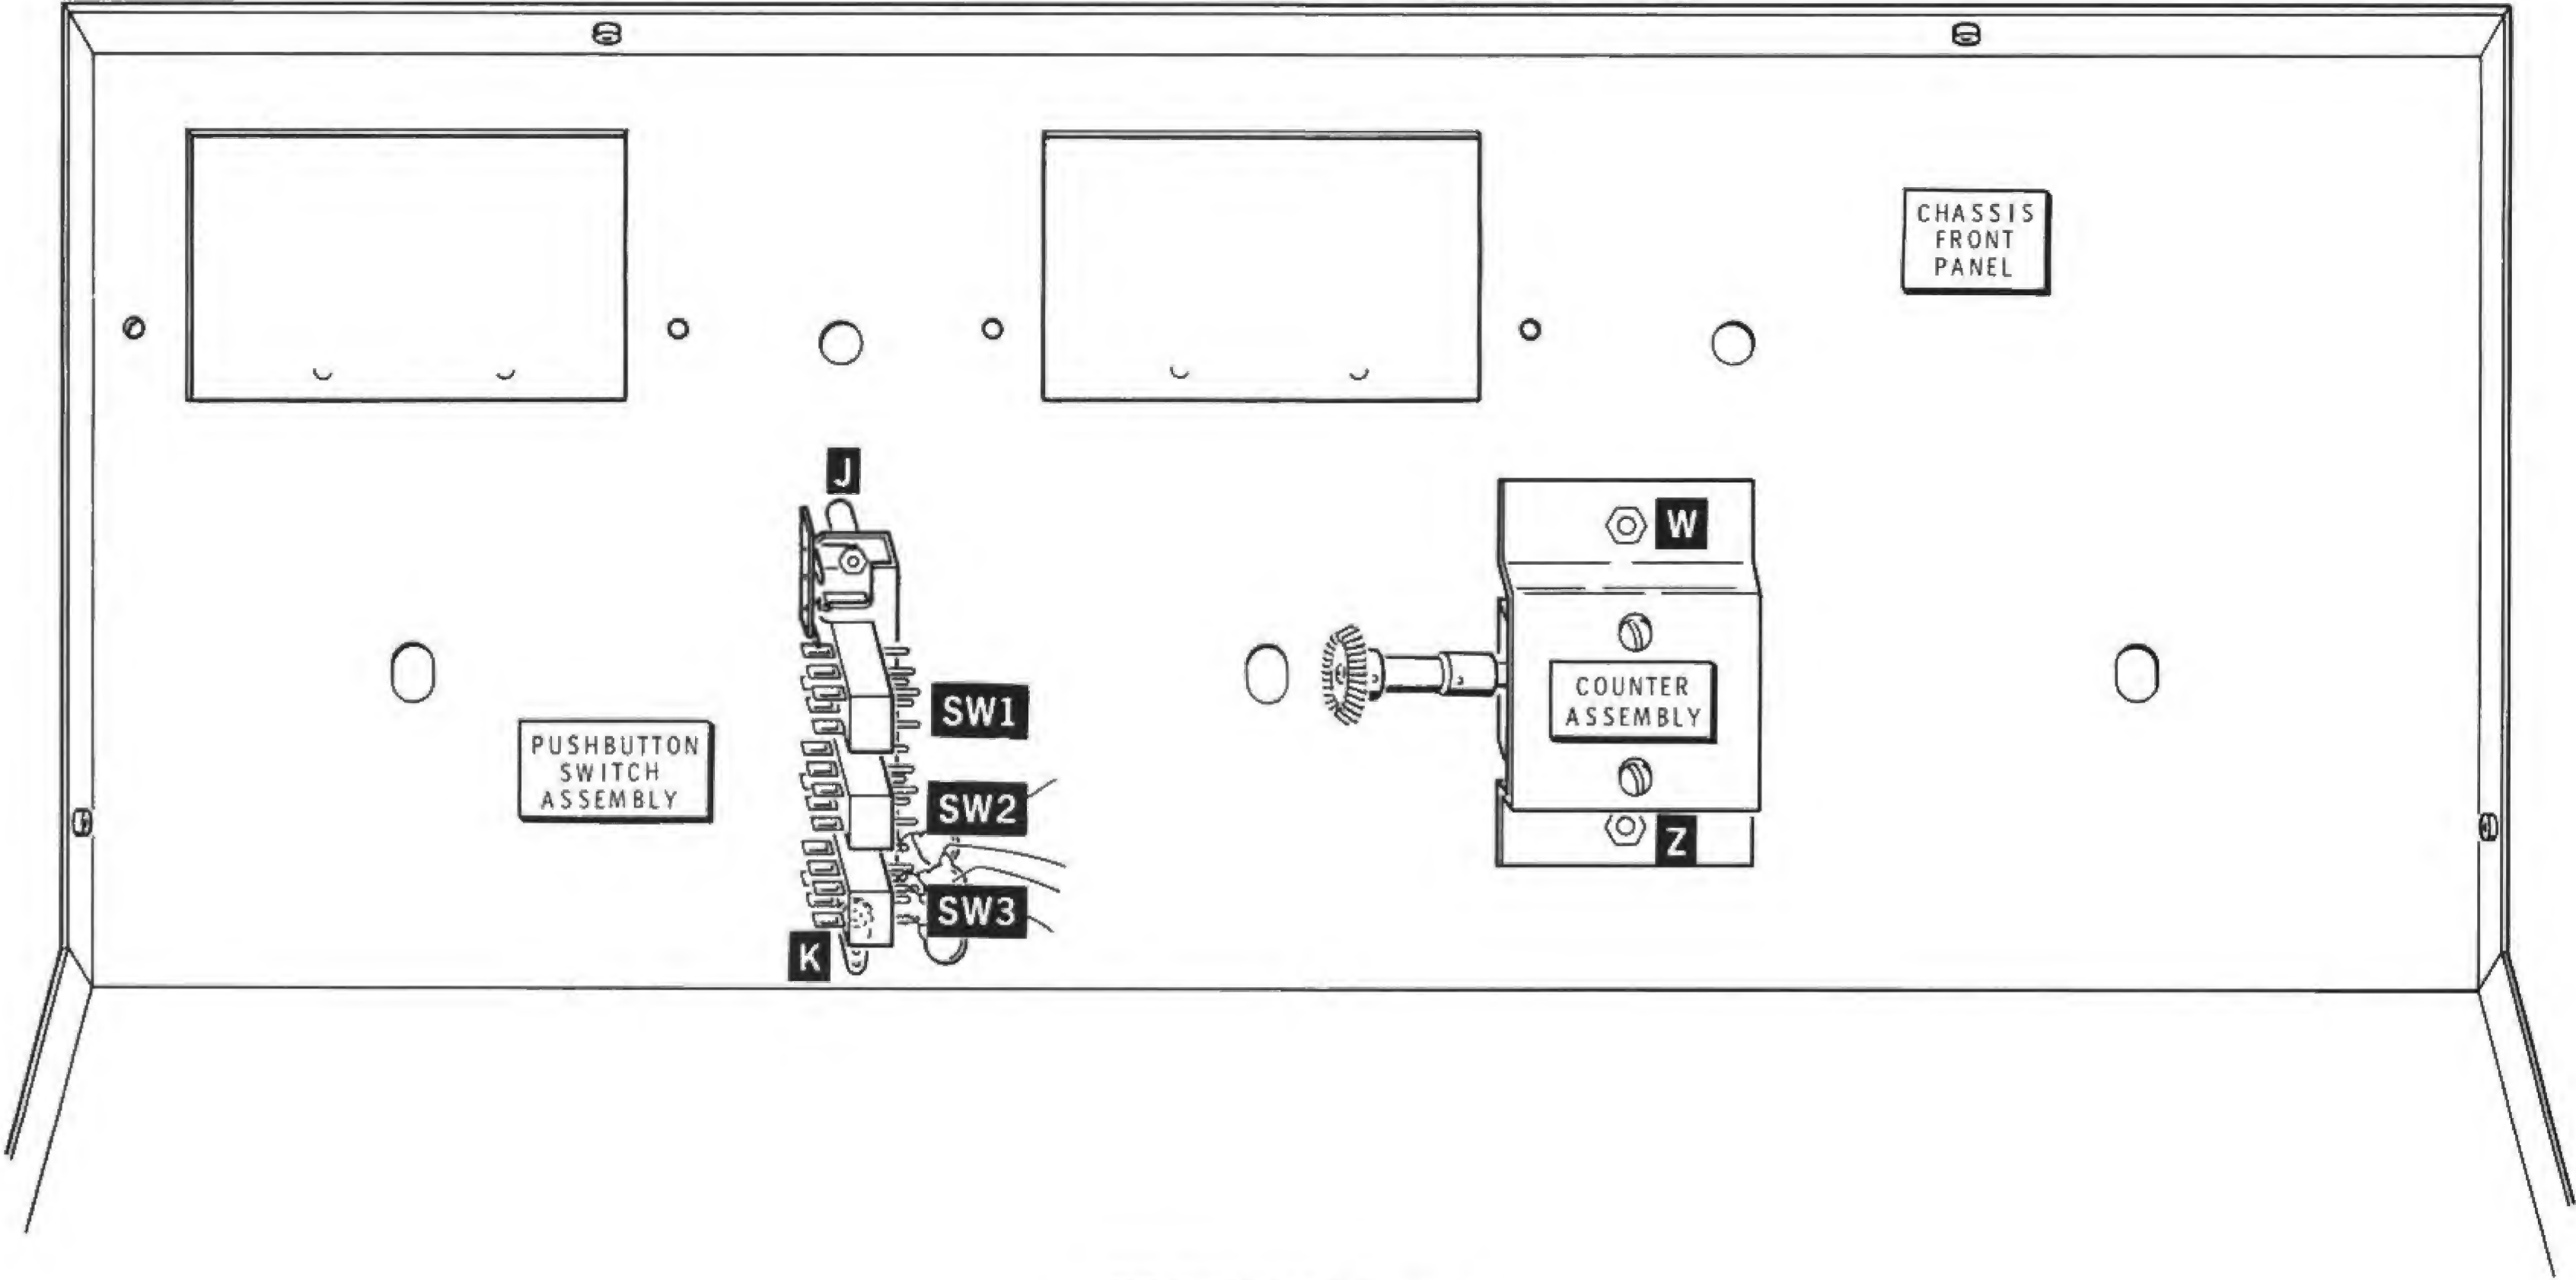 CHASSIS
FRONT
PANEL
J
W
SW1
COUNTER
ASSEMBLY
PUSHBUTTON
SWITCH
ASSEMBLY
SW2
Z
SW3
K